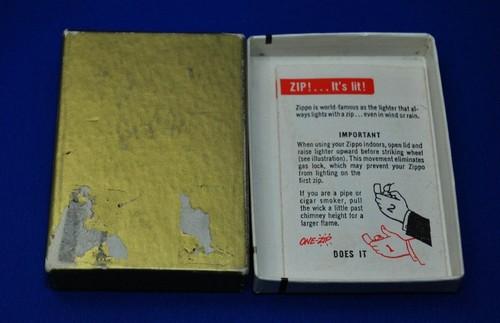 ZIP!... It's lit!
Zippo is world-famous as the lighter that al-
ways lights with a zip... even in wind or rain.
IMPORTANT
When using your Zippo indoors, open lid and
raise lighter upward before striking wheel
(see illustration). This movement eliminates
gas lock, which may prevent your Zippo
from lighting on the
first zip.
If you are a pipe or
cigar smoker, pull
the wick a little past
chimney height for a
larger flame.
2
1
ONE-ZIP
DOES IT